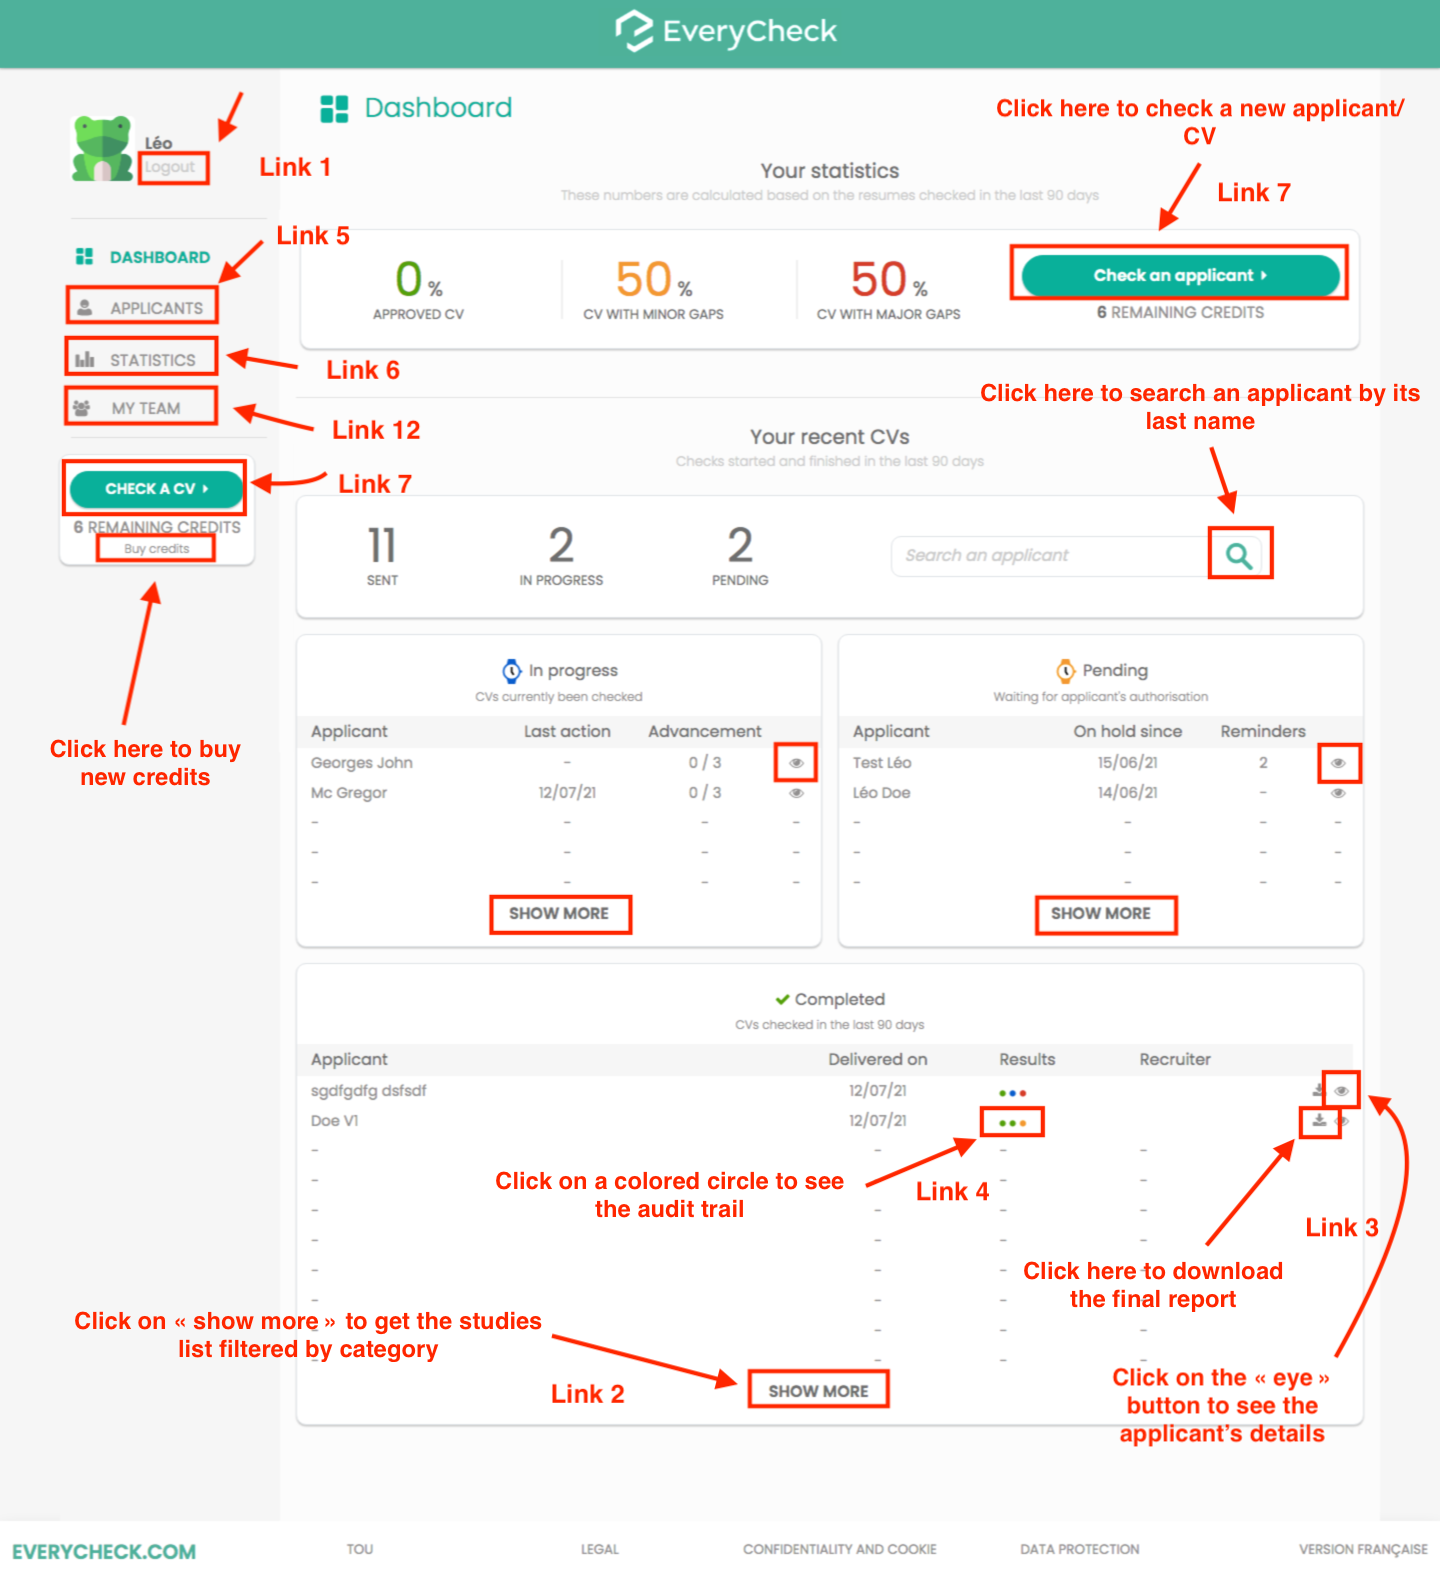 EveryCheck
Léo
Logout
Link 1
Dashboard
Click here to check a new applicant/
CV
Link 7
Your statistics
These numbers are calculated based on the resumes checked in the last 90 days
DASHBOARD
Link 5
APPLICANTS
STATISTICS
Link 6
MY TEAM
Link 12
CHECK A CV
Link 7
6 REMAINING CREDITS
Buy credits
Click here to buy
new credits
0 %
APPROVED CV
50 %
CV WITH MINOR GAPS
50 %
CV WITH MAJOR GAPS
Check an applicant
6 REMAINING CREDITS
Click here to search an applicant by its
last name
Your recent CVs
Checks started and finished in the last 90 days
11
SENT
2
IN PROGRESS
2
PENDING
Search an applicant
In progress
CVs currently been checked
Applicant Last action Advancement
Georges John - 0 / 3
Mc Gregor 12/07/21 0 / 3
- - - -
- - - -
- - - -
SHOW MORE
Pending
Waiting for applicant's authorisation
Applicant On hold since Reminders
Test Léo 15/06/21 2
Léo Doe 14/06/21 -
- - - -
- - - -
- - - -
SHOW MORE
Completed
CVs checked in the last 90 days
Applicant Delivered on Results Recruiter
sgdfgdfg dsfsdf 12/07/21
Doe V1 12/07/21
- - - -
- - - -
- - - -
- - - -
- - - -
- - - -
- - - -
- - - -
Click on a colored circle to see
the audit trail
Link 4
Link 3
Click here to download
the final report
Click on « show more » to get the studies
list filtered by category
Link 2
SHOW MORE
Click on the « eye »
button to see the
applicant’s details
EVERYCHECK.COM TOU LEGAL CONFIDENTIALITY AND COOKIE DATA PROTECTION VERSION FRANÇAISE